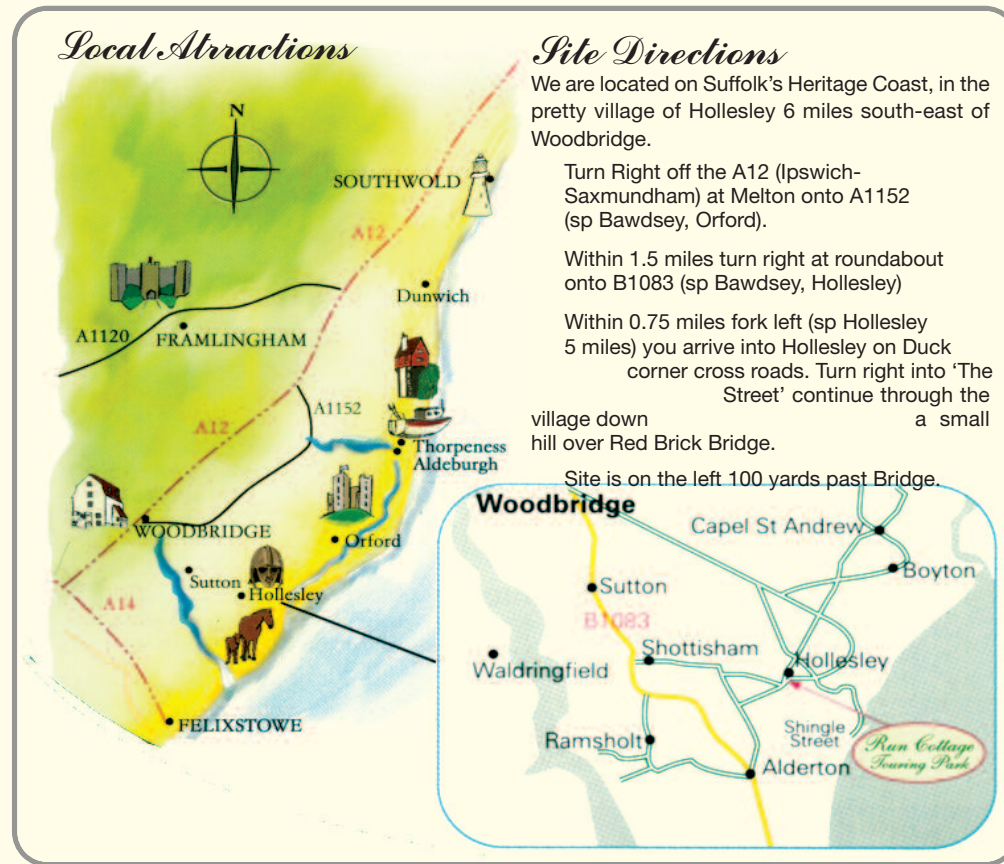 Local Atrractions
N
SOUTHWOLD
A12
Dunwich
A1120
FRAMLINGHAM
A1152
A12
Thorpeness
Aldeburgh
WOODBRIDGE
Orford
Sutton
Hollesley
A14
FELIXSTOWE
Site Directions
We are located on Suffolk's Heritage Coast, in the
pretty village of Hollesley 6 miles south-east of
Woodbridge.
Turn Right off the A12 (Ipswich-
Saxmundham) at Melton onto A1152
(sp Bawdsey, Orford).
Within 1.5 miles turn right at roundabout
onto B1083 (sp Bawdsey, Hollesley)
Within 0.75 miles fork left (sp Hollesley
5 miles) you arrive into Hollesley on Duck
corner cross roads. Turn right into ‘The
Street’ continue through the
village down a small
hill over Red Brick Bridge.
Site is on the left 100 yards past Bridge.
Woodbridge
Capel St Andrew
Boyton
Sutton
B1083
Shottisham
Hollesley
Waldringfield
Shingle
Street
Ramsholt
Alderton
Run Cottage
Touring Park